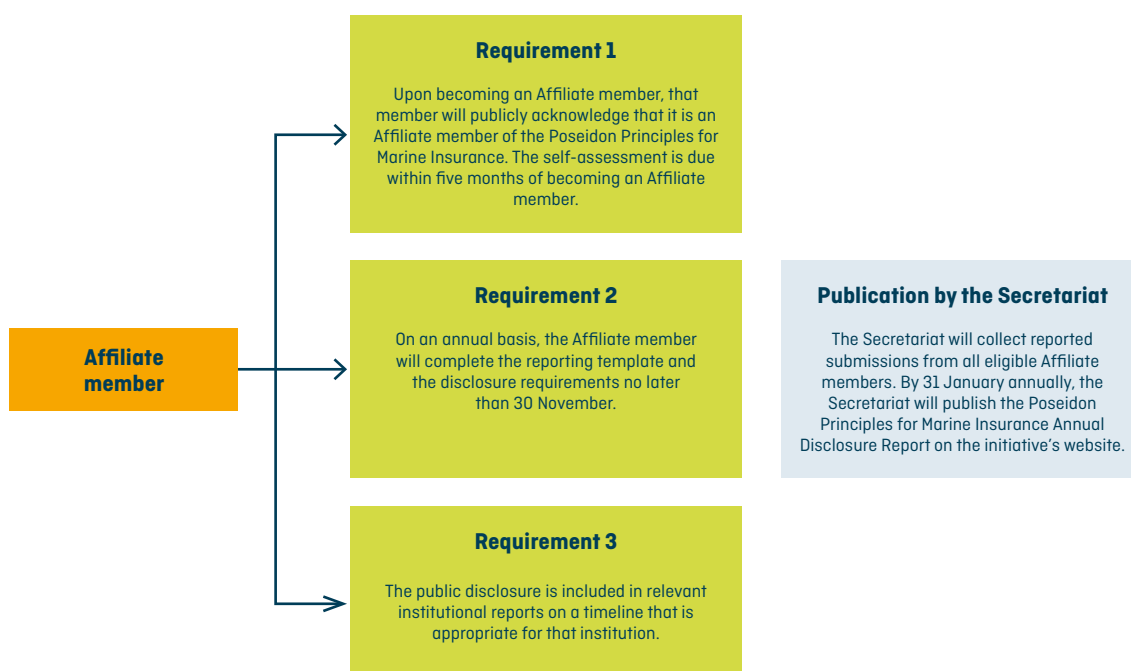 Requirement 1
Upon becoming an Affiliate member, that
member will publicly acknowledge that it is an
Affiliate member of the Poseidon Principles for
Marine Insurance. The self-assessment is due
within five months of becoming an Affiliate
member.
Affiliate
member
Requirement 2
On an annual basis, the Affiliate member
will complete the reporting template and
the disclosure requirements no later
than 30 November.
Publication by the Secretariat
The Secretariat will collect reported
submissions from all eligible Affiliate
members. By 31 January annually, the
Secretariat will publish the Poseidon
Principles for Marine Insurance Annual
Disclosure Report on the initiative’s website.
Requirement 3
The public disclosure is included in relevant
institutional reports on a timeline that is
appropriate for that institution.